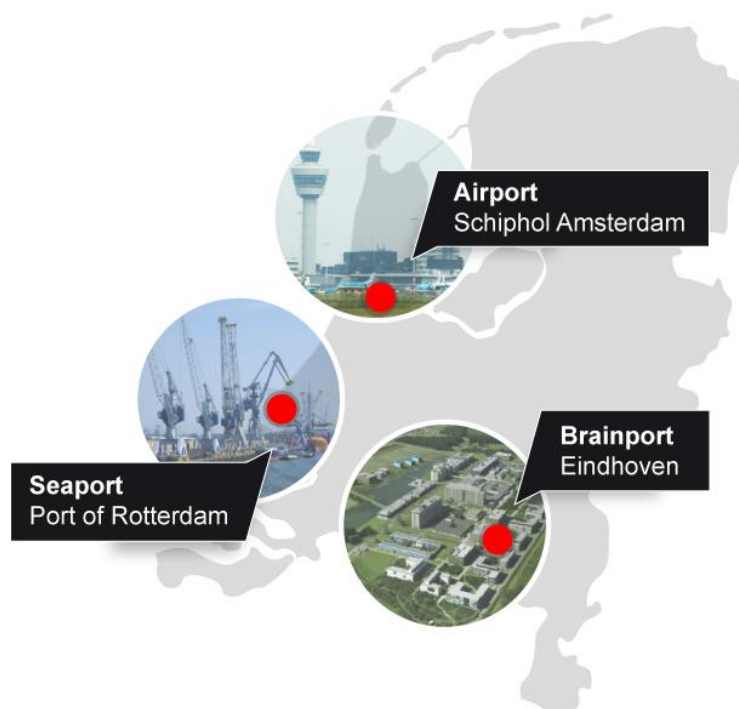 Airport
Schiphol Amsterdam
Brainport
Eindhoven
Seaport
Port of Rotterdam